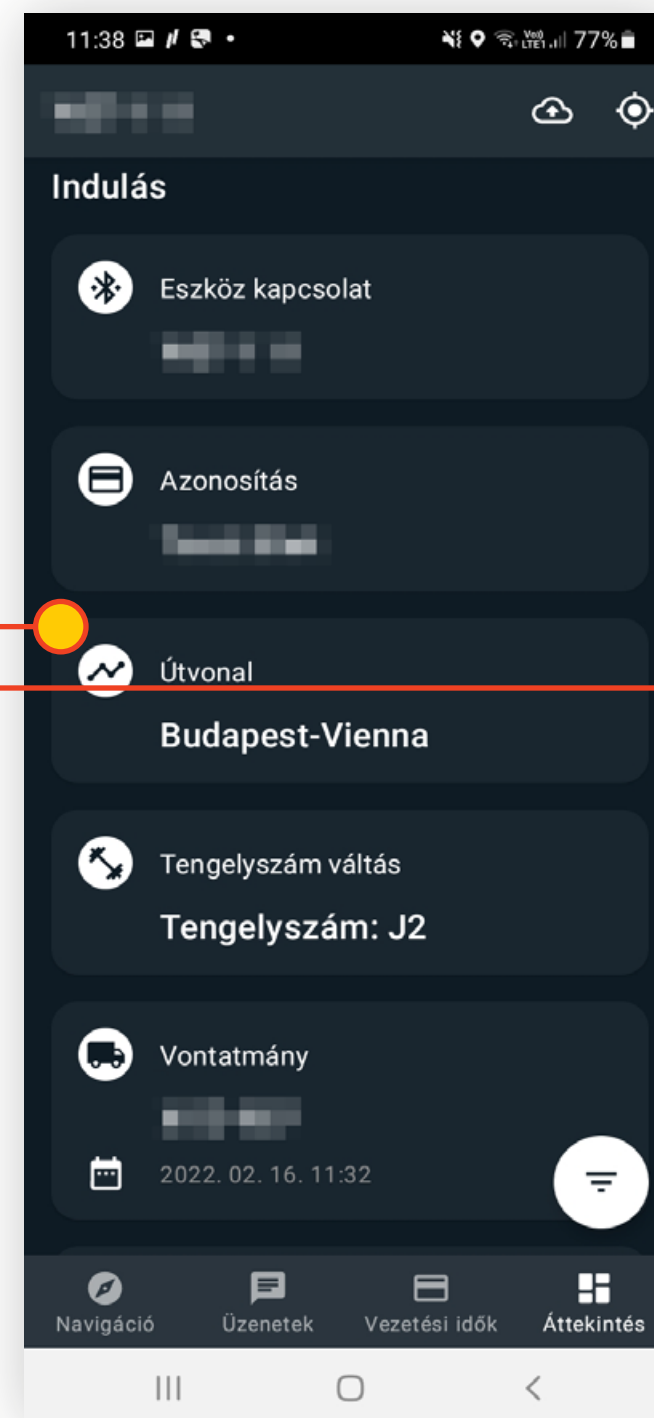 11:38 77%
Indulás
Eszköz kapcsolat
Azonosítás
Útvonal
Budapest-Vienna
Tengelyszám váltás
Tengelyszám: J2
Vontatmány
2022. 02. 16. 11:32
Navigáció Üzenetek Vezetési idők Áttekintés